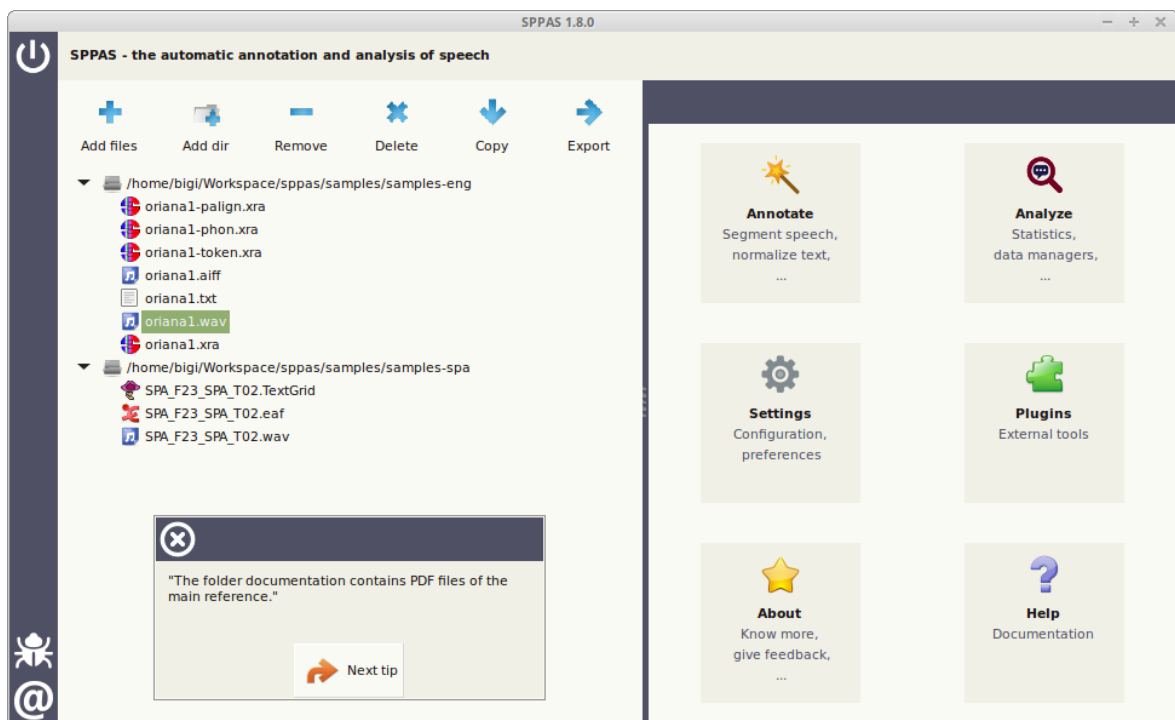 SPPAS 1.8.0
SPPAS - the automatic annotation and analysis of speech
Add files
Add dir
Remove
Delete
Copy
Export
/home/bigi/Workspace/sppas/samples/samples-eng
oriana1-palign.xra
oriana1-phon.xra
oriana1-token.xra
oriana1.aiff
oriana1.txt
oriana1.wav
oriana1.xra
/home/bigi/Workspace/sppas/samples/samples-spa
SPA_F23_SPA_T02.TextGrid
SPA_F23_SPA_T02.eaf
SPA_F23_SPA_T02.wav
"The folder documentation contains PDF files of the
main reference."
Next tip
Annotate
Segment speech,
normalize text,
...
Analyze
Statistics,
data managers,
...
Settings
Configuration,
preferences
Plugins
External tools
About
Know more,
give feedback,
...
Help
Documentation